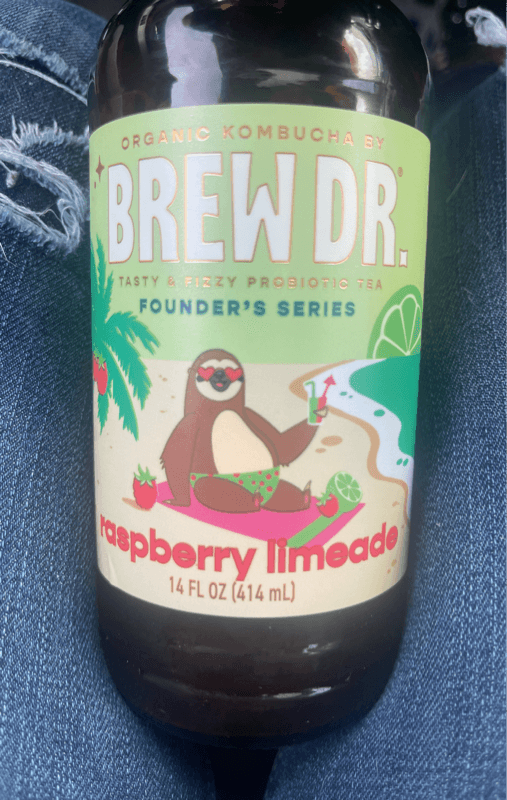 ORGANIC KOMBUCHA BY
BREW DR.
TASTY & FIZZY PROBIOTIC TEA
FOUNDER'S SERIES
raspberry limeade
14 FL OZ (414 mL)